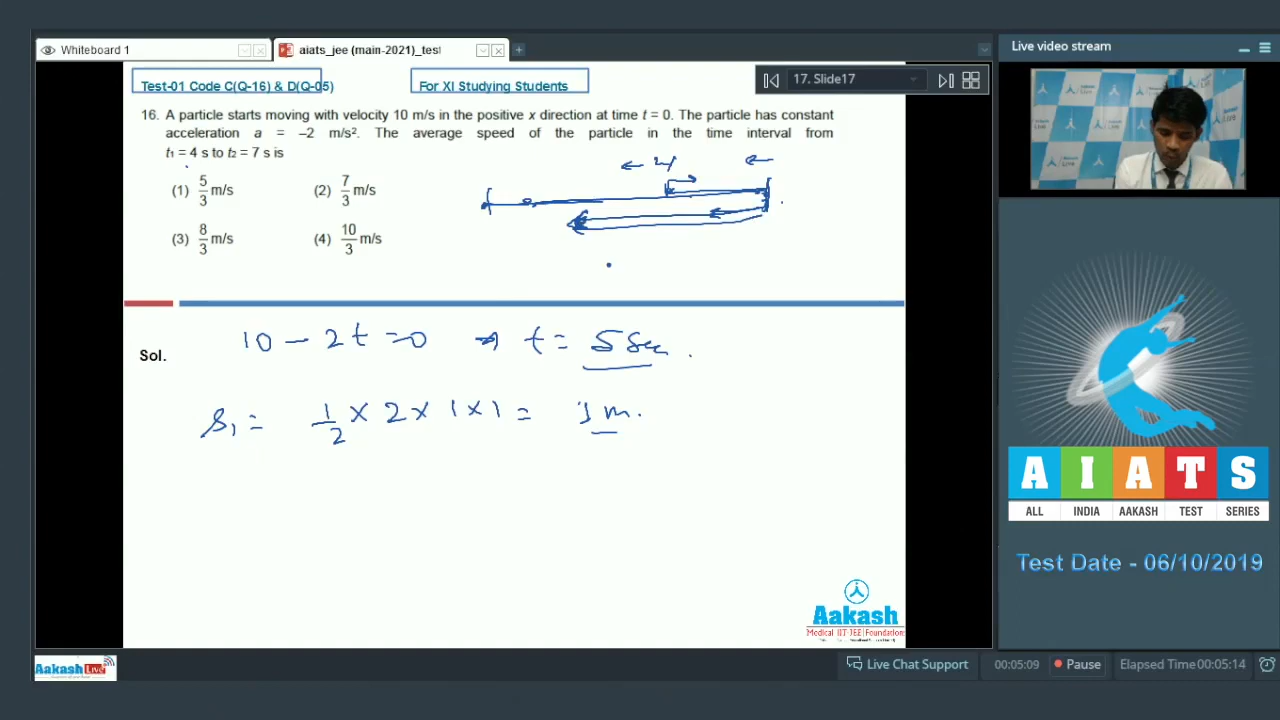 Whiteboard 1
aiats_jee (main-2021)_test
Live video stream
Test-01 Code C(Q-16) & D(Q-05)
For XI Studying Students
17. Slide17
16. A particle starts moving with velocity 10 m/s in the positive x direction at time t = 0. The particle has constant
acceleration a = –2 m/s². The average speed of the particle in the time interval from
t₁ = 4 s to t₂ = 7 s is
(1) 5/3 m/s (2) 7/3 m/s
(3) 8/3 m/s (4) 10/3 m/s
Sol.
10 – 2t = 0 → t = 5 Sec.
S₁ = 1/2 × 2 × 1 × 1 = 1 m.
A I A T S
ALL INDIA AAKASH TEST SERIES
Test Date - 06/10/2019
Aakash
Medical IIT-JEE Foundations
Aakash Live
Live Chat Support
00:05:09
Pause
Elapsed Time 00:05:14